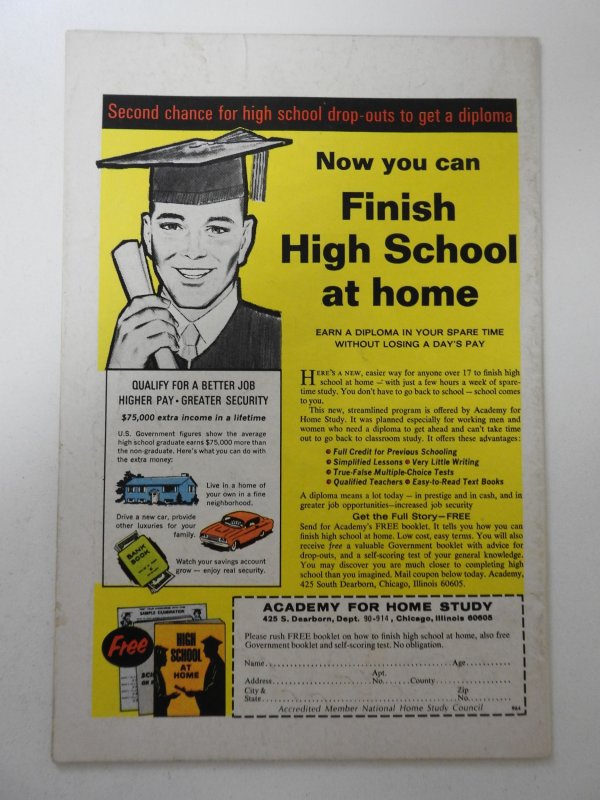 Second chance for high school drop-outs to get a diploma
Now you can
Finish
High School
at home
EARN A DIPLOMA IN YOUR SPARE TIME
WITHOUT LOSING A DAY'S PAY
QUALIFY FOR A BETTER JOB
HIGHER PAY • GREATER SECURITY
$75,000 extra income in a lifetime
U.S. Government figures show the average
high school graduate earns $75,000 more than
the non-graduate. Here's what you can do with
the extra money:
Live in a home of
your own in a fine
neighborhood.
Drive a new car, provide
other luxuries for your
family.
BANK
BOOK
Watch your savings account
grow — enjoy real security.
HERE'S A NEW, easier way for anyone over 17 to finish high
school at home — with just a few hours a week of spare-
time study. You don't have to go back to school — school comes
to you.
This new, streamlined program is offered by Academy for
Home Study. It was planned especially for working men and
women who need a diploma to get ahead and can't take time
out to go back to classroom study. It offers these advantages:
• Full Credit for Previous Schooling
• Simplified Lessons • Very Little Writing
• True-False Multiple-Choice Tests
• Qualified Teachers • Easy-to-Read Text Books
A diploma means a lot today — in prestige and in cash, and in
greater job opportunities—increased job security
Get the Full Story—FREE
Send for Academy's FREE booklet. It tells you how you can
finish high school at home. Low cost, easy terms. You will also
receive free a valuable Government booklet with advice for
drop-outs, and a self-scoring test of your general knowledge.
You may discover you are much closer to completing high
school than you imagined. Mail coupon below today. Academy,
425 South Dearborn, Chicago, Illinois 60605.
SAMPLE EXAMINATION
Free
HIGH
SCHOOL
AT
HOME
ACADEMY FOR HOME STUDY
425 S. Dearborn, Dept. 90-914, Chicago, Illinois 60605
Please rush FREE booklet on how to finish high school at home, also free
Government booklet and self-scoring test. No obligation.
Name Age
Address Apt. No. County
City & State Zip No.
Accredited Member National Home Study Council